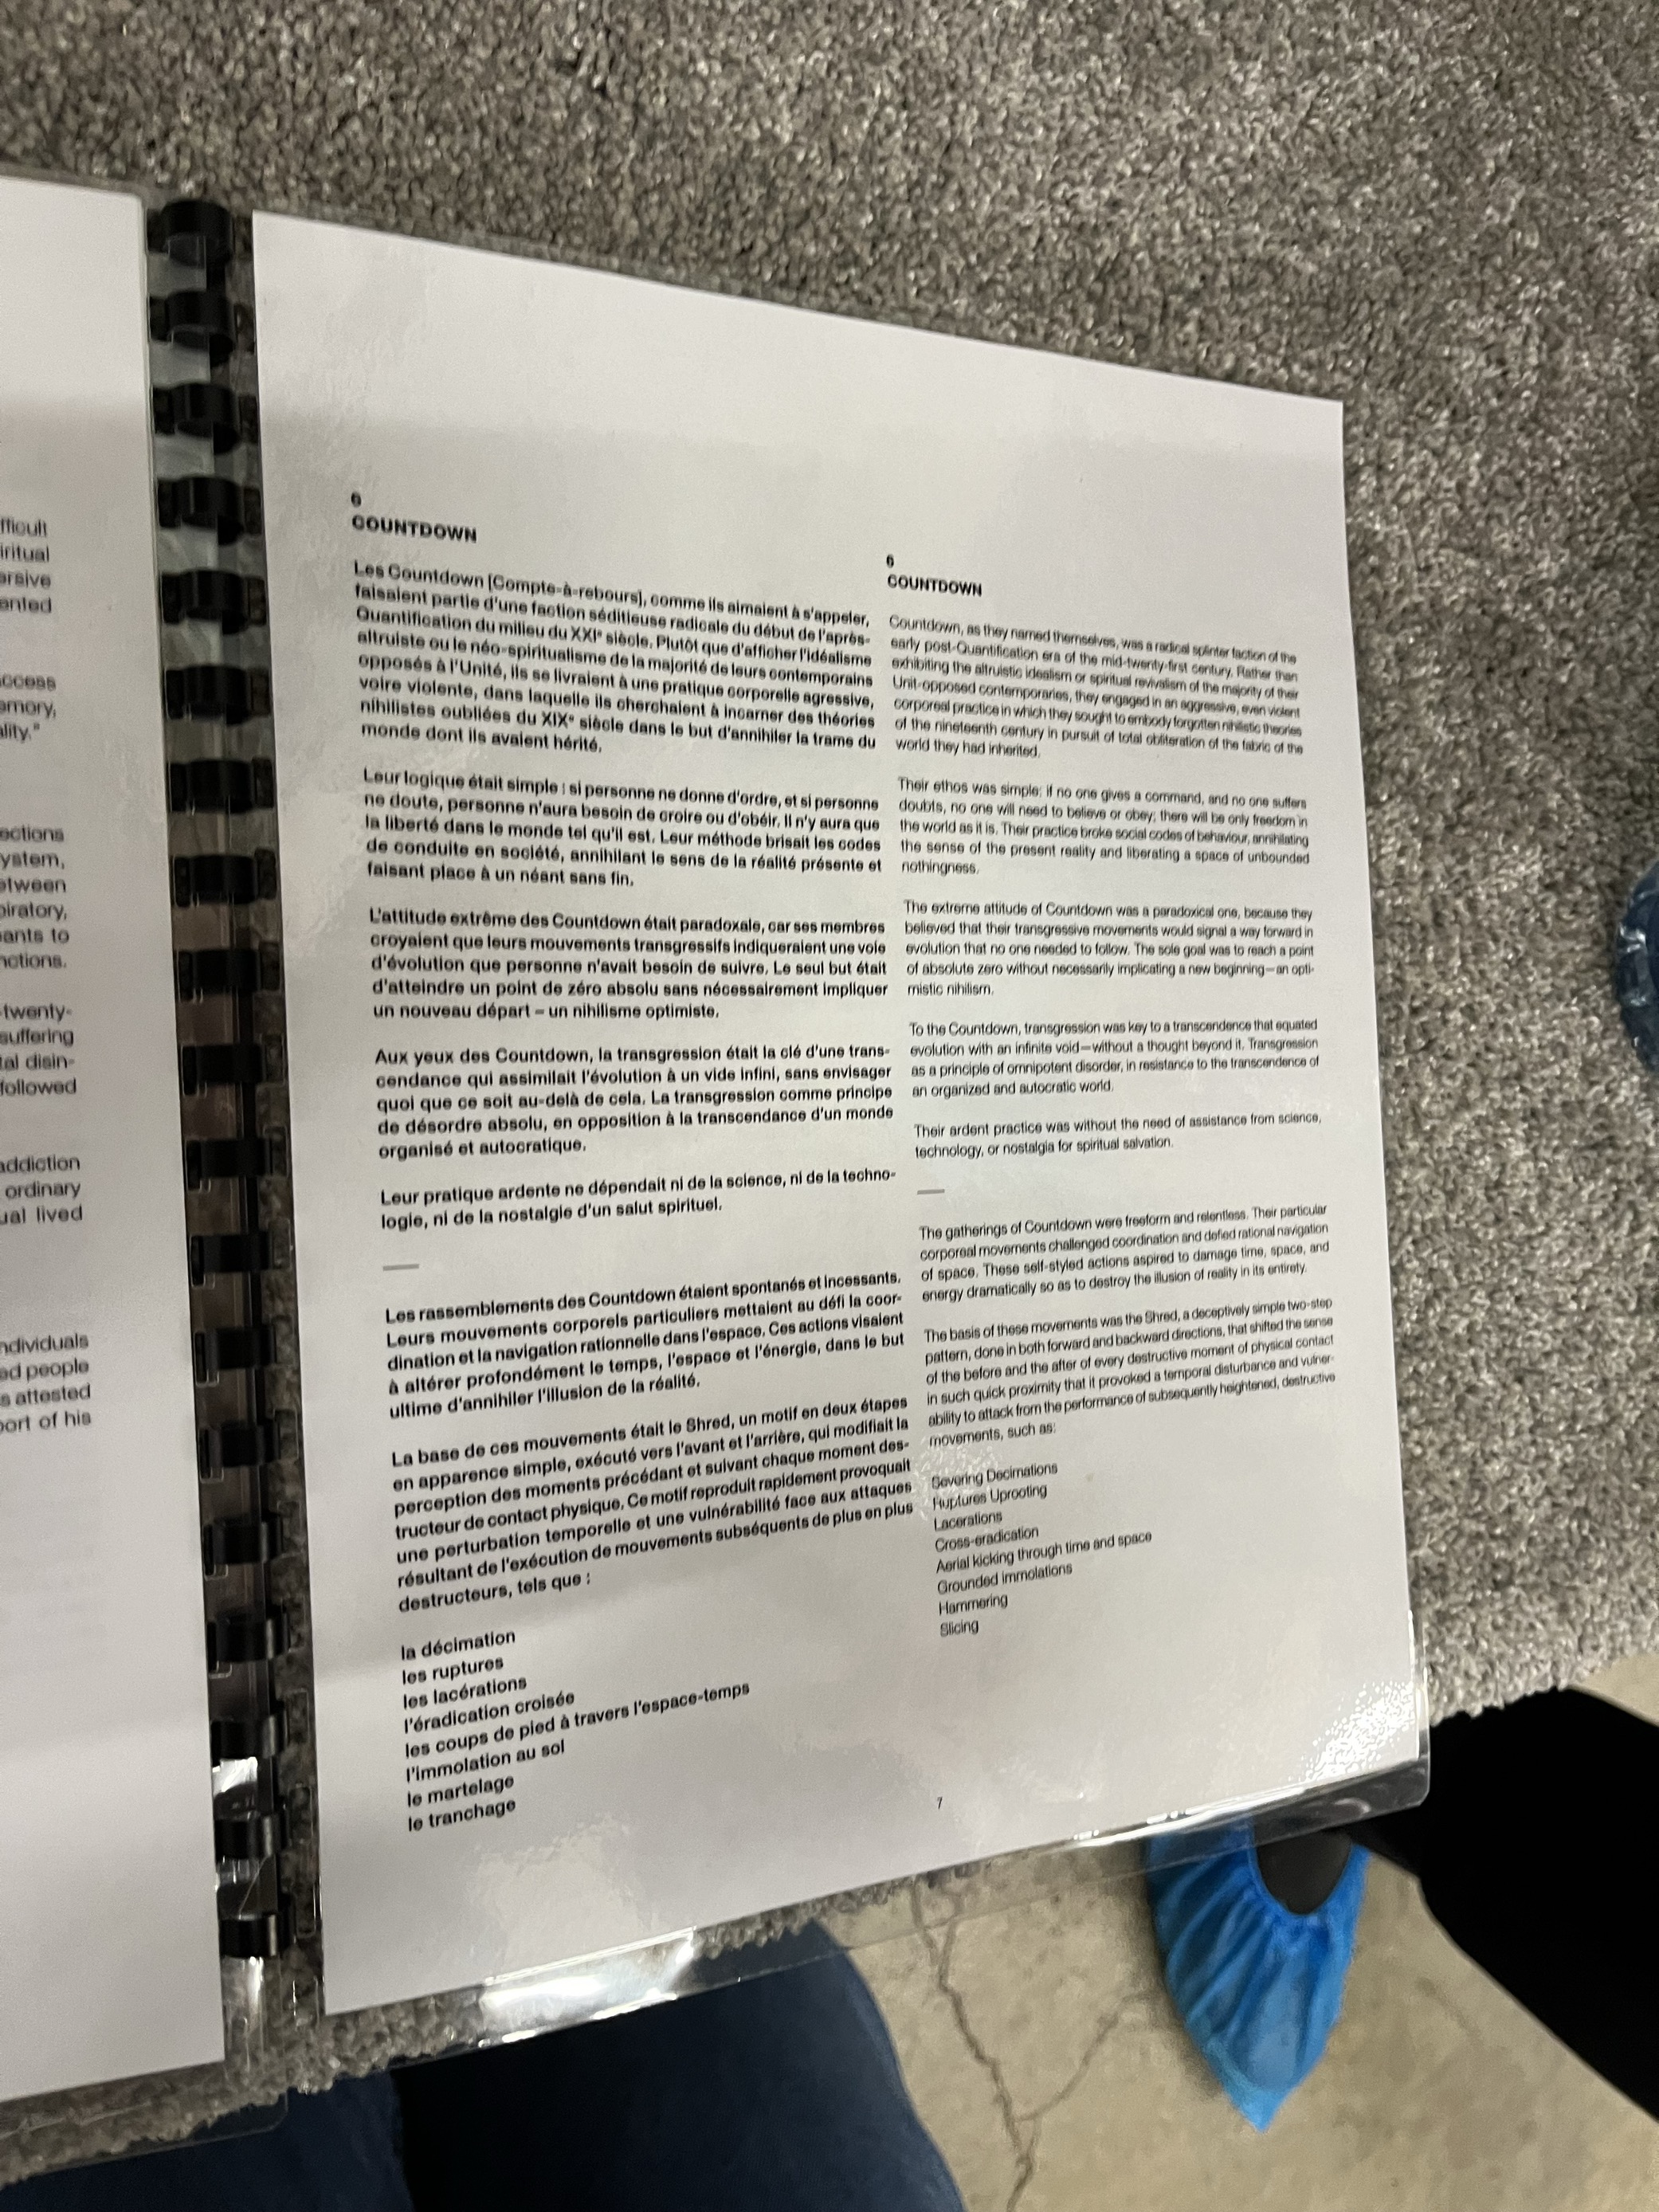 fficult
iritual
ersive
ented
ccess
emory,
ality."
ections
ystem,
etween
piratory,
pants to
nctions.
-twenty-
suffering
tal disin-
followed
addiction
ordinary
ual lived
ndividuals
ed people
s attested
port of his
6
COUNTDOWN
Les Countdown [Compte-à-rebours], comme ils aimaient à s'appeler,
faisaient partie d'une faction séditieuse radicale du début de l'après-
Quantification du milieu du XXIe siècle. Plutôt que d'afficher l'idéalisme
altruiste ou le néo-spiritualisme de la majorité de leurs contemporains
opposés à l'Unité, ils se livraient à une pratique corporelle agressive,
voire violente, dans laquelle ils cherchaient à incarner des théories
nihilistes oubliées du XIXe siècle dans le but d'annihiler la trame du
monde dont ils avaient hérité.
Leur logique était simple : si personne ne donne d'ordre, et si personne
ne doute, personne n'aura besoin de croire ou d'obéir. Il n'y aura que
la liberté dans le monde tel qu'il est. Leur méthode brisait les codes
de conduite en société, annihilant le sens de la réalité présente et
faisant place à un néant sans fin.
L'attitude extrême des Countdown était paradoxale, car ses membres
croyaient que leurs mouvements transgressifs indiqueraient une voie
d'évolution que personne n'avait besoin de suivre. Le seul but était
d'atteindre un point de zéro absolu sans nécessairement impliquer
un nouveau départ – un nihilisme optimiste.
Aux yeux des Countdown, la transgression était la clé d'une trans-
cendance qui assimilait l'évolution à un vide infini, sans envisager
quoi que ce soit au-delà de cela. La transgression comme principe
de désordre absolu, en opposition à la transcendance d'un monde
organisé et autocratique.
Leur pratique ardente ne dépendait ni de la science, ni de la techno-
logie, ni de la nostalgie d'un salut spirituel.
Les rassemblements des Countdown étaient spontanés et incessants.
Leurs mouvements corporels particuliers mettaient au défi la coor-
dination et la navigation rationnelle dans l'espace. Ces actions visaient
à altérer profondément le temps, l'espace et l'énergie, dans le but
ultime d'annihiler l'illusion de la réalité.
La base de ces mouvements était le Shred, un motif en deux étapes
en apparence simple, exécuté vers l'avant et l'arrière, qui modifiait la
perception des moments précédant et suivant chaque moment des-
tructeur de contact physique. Ce motif reproduit rapidement provoquait
une perturbation temporelle et une vulnérabilité face aux attaques
résultant de l'exécution de mouvements subséquents de plus en plus
destructeurs, tels que :
la décimation
les ruptures
les lacérations
l'éradication croisée
les coups de pied à travers l'espace-temps
l'immolation au sol
le martelage
le tranchage
6
COUNTDOWN
Countdown, as they named themselves, was a radical splinter faction of the
early post-Quantification era of the mid-twenty-first century. Rather than
exhibiting the altruistic idealism or spiritual revivalism of the majority of their
Unit-opposed contemporaries, they engaged in an aggressive, even violent
corporeal practice in which they sought to embody forgotten nihilistic theories
of the nineteenth century in pursuit of total obliteration of the fabric of the
world they had inherited.
Their ethos was simple: if no one gives a command, and no one suffers
doubts, no one will need to believe or obey; there will be only freedom in
the world as it is. Their practice broke social codes of behaviour, annihilating
the sense of the present reality and liberating a space of unbounded
nothingness.
The extreme attitude of Countdown was a paradoxical one, because they
believed that their transgressive movements would signal a way forward in
evolution that no one needed to follow. The sole goal was to reach a point
of absolute zero without necessarily implicating a new beginning—an opti-
mistic nihilism.
To the Countdown, transgression was key to a transcendence that equated
evolution with an infinite void—without a thought beyond it. Transgression
as a principle of omnipotent disorder, in resistance to the transcendence of
an organized and autocratic world.
Their ardent practice was without the need of assistance from science,
technology, or nostalgia for spiritual salvation.
The gatherings of Countdown were freeform and relentless. Their particular
corporeal movements challenged coordination and defied rational navigation
of space. These self-styled actions aspired to damage time, space, and
energy dramatically so as to destroy the illusion of reality in its entirety.
The basis of these movements was the Shred, a deceptively simple two-step
pattern, done in both forward and backward directions, that shifted the sense
of the before and the after of every destructive moment of physical contact
in such quick proximity that it provoked a temporal disturbance and vulner-
ability to attack from the performance of subsequently heightened, destructive
movements, such as:
Severing Decimations
Ruptures Uprooting
Lacerations
Cross-eradication
Aerial kicking through time and space
Grounded immolations
Hammering
Slicing
7